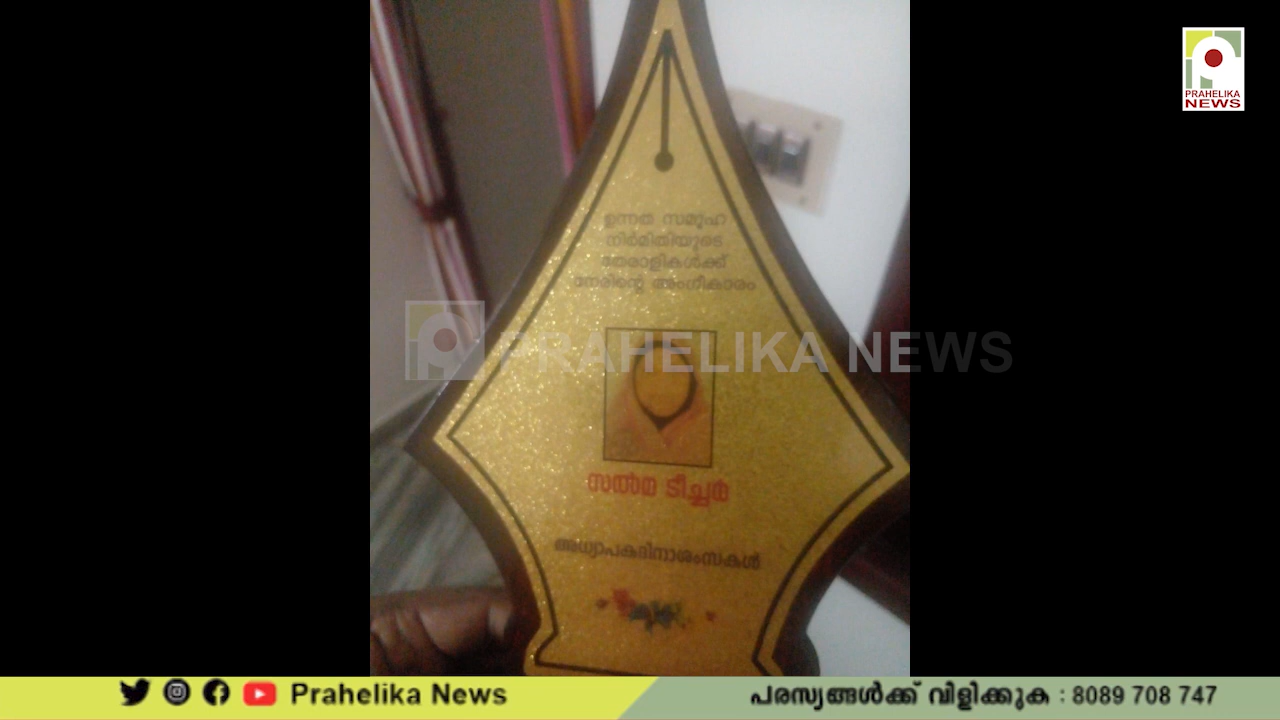 PRAHELIKA
NEWS
ഉന്നത സമൂഹ
നിർമിതിയുടെ
തേരാളികൾക്ക്
നേരിന്റെ അംഗീകാരം
PRAHELIKA NEWS
സൽമ ടീച്ചർ
അധ്യാപകദിനാശംസകൾ
Prahelika News
പരസ്യങ്ങൾക്ക് വിളിക്കുക : 8089 708 747